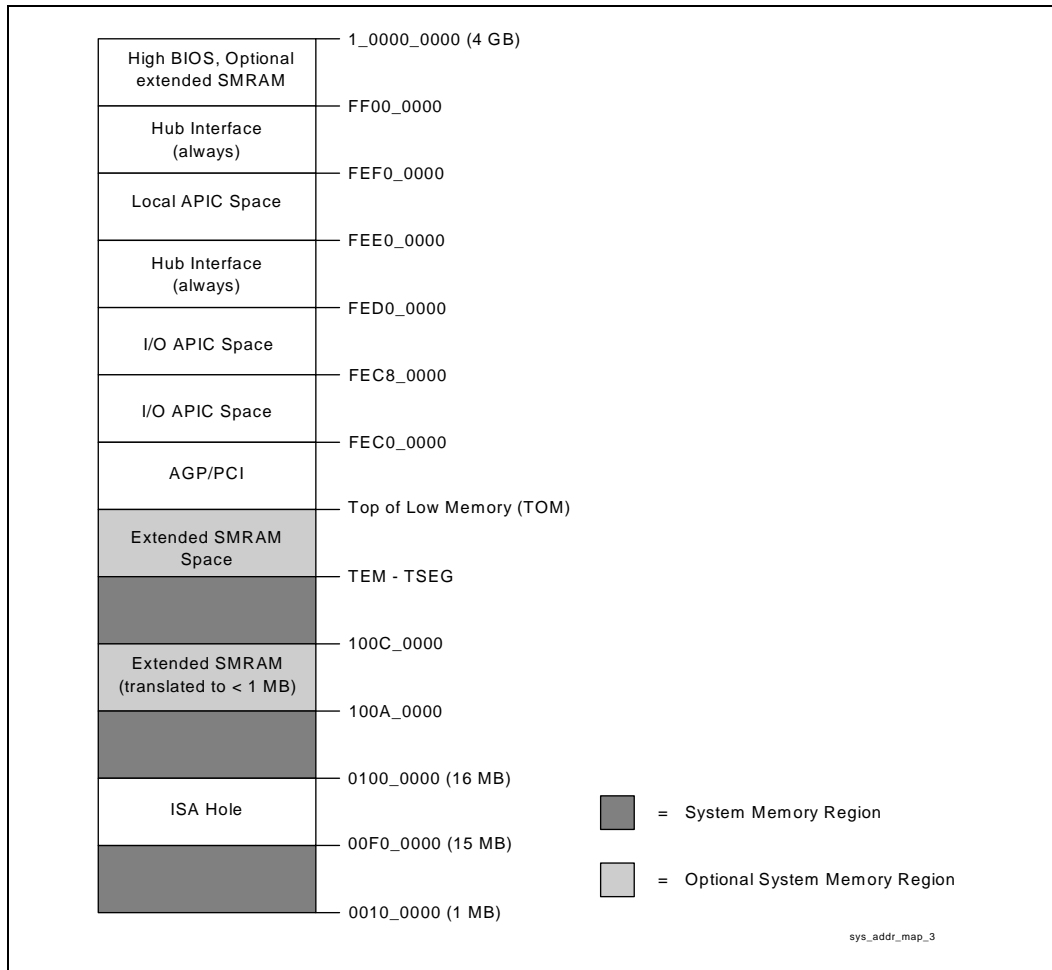 1_0000_0000 (4 GB)
High BIOS, Optional
extended SMRAM
FF00_0000
Hub Interface
(always)
FEF0_0000
Local APIC Space
FEE0_0000
Hub Interface
(always)
FED0_0000
I/O APIC Space
FEC8_0000
I/O APIC Space
FEC0_0000
AGP/PCI
Top of Low Memory (TOM)
Extended SMRAM
Space
TEM - TSEG
100C_0000
Extended SMRAM
(translated to < 1 MB)
100A_0000
0100_0000 (16 MB)
ISA Hole
00F0_0000 (15 MB)
0010_0000 (1 MB)
= System Memory Region
= Optional System Memory Region
sys_addr_map_3